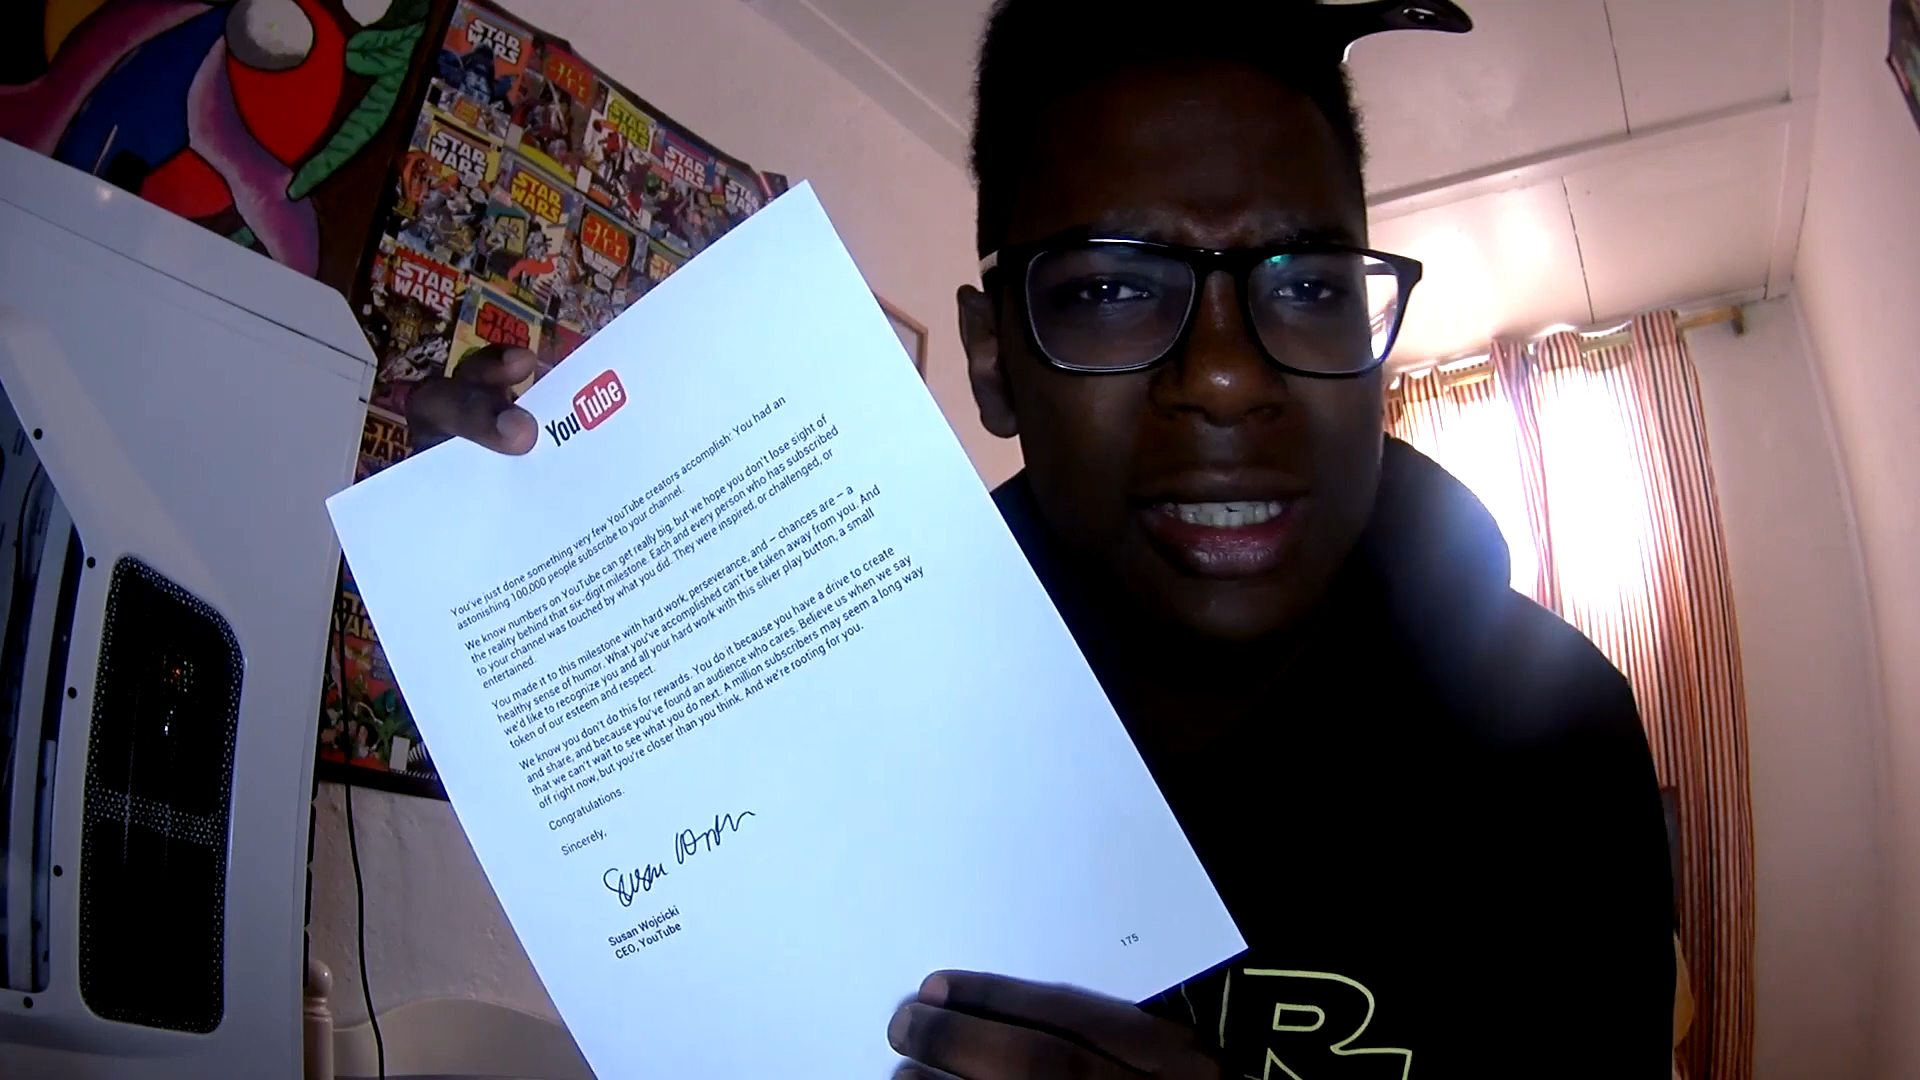 STAR WARS
STAR WARS
STAR WARS
STAR WARS
STAR WARS
STAR WARS
STAR WARS
STAR WARS
YouTube
You've just done something very few YouTube creators accomplish: You had an
astonishing 100,000 people subscribe to your channel.
We know numbers on YouTube can get really big, but we hope you don't lose sight of
the reality behind that six-digit milestone. Each and every person who has subscribed
to your channel was touched by what you did. They were inspired, or challenged, or
entertained.
You made it to this milestone with hard work, perseverance, and – chances are – a
healthy sense of humor. What you've accomplished can't be taken away from you. And
we'd like to recognize you and all your hard work with this silver play button, a small
token of our esteem and respect.
We know you don't do this for rewards. You do it because you have a drive to create
and share, and because you've found an audience who cares. Believe us when we say
that we can't wait to see what you do next. A million subscribers may seem a long way
off right now, but you're closer than you think. And we're rooting for you.
Congratulations.
Sincerely,
Susan Wojcicki
CEO, YouTube
175
R